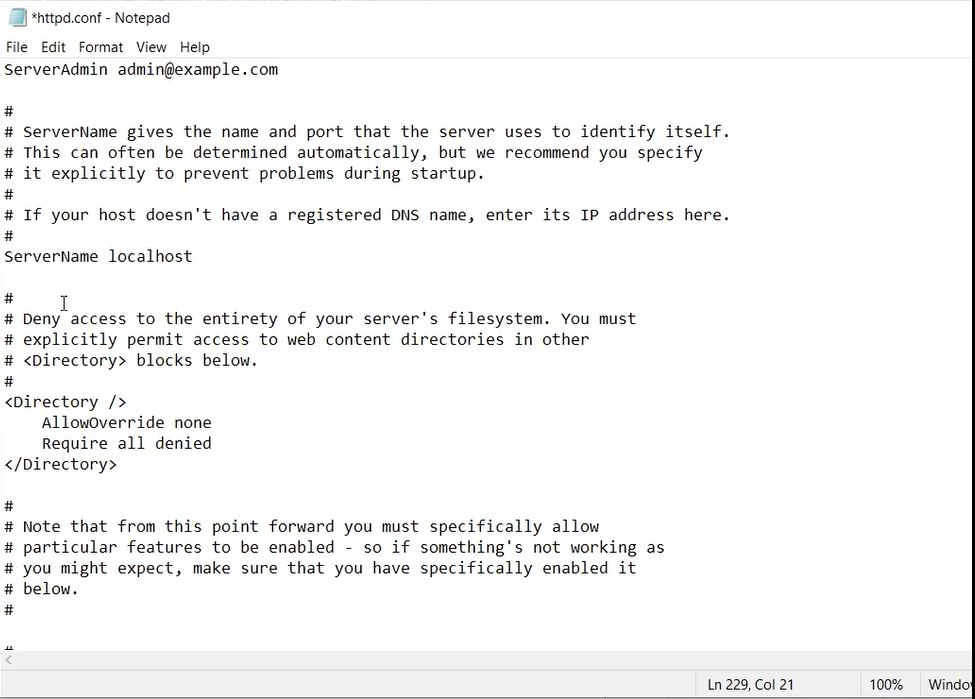 *httpd.conf - Notepad
File Edit Format View Help
ServerAdmin admin@example.com
#
# ServerName gives the name and port that the server uses to identify itself.
# This can often be determined automatically, but we recommend you specify
# it explicitly to prevent problems during startup.
#
# If your host doesn't have a registered DNS name, enter its IP address here.
#
ServerName localhost
#
# Deny access to the entirety of your server's filesystem. You must
# explicitly permit access to web content directories in other
# <Directory> blocks below.
#
<Directory />
    AllowOverride none
    Require all denied
</Directory>
#
# Note that from this point forward you must specifically allow
# particular features to be enabled - so if something's not working as
# you might expect, make sure that you have specifically enabled it
# below.
#
#
Ln 229, Col 21 100% Windo